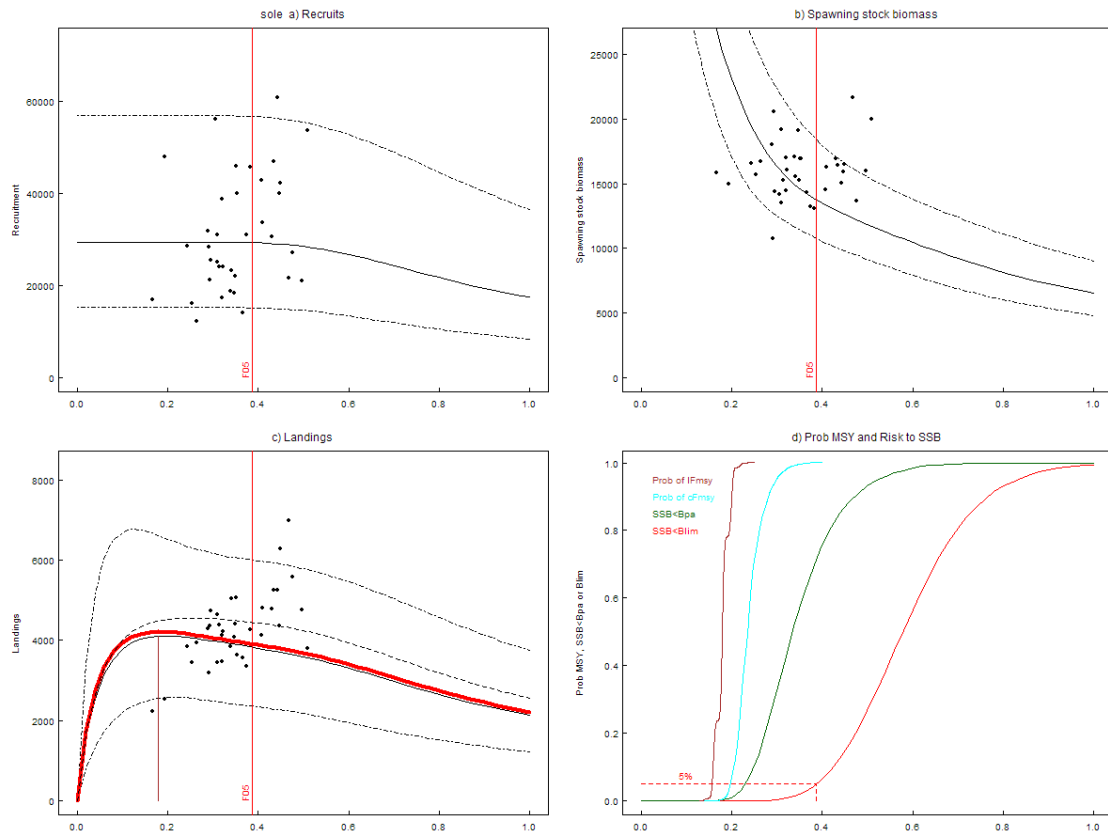 sole a) Recruits
60000
40000
20000
0
Recruitment
F05
0.0 0.2 0.4 0.6 0.8 1.0
b) Spawning stock biomass
25000
20000
15000
10000
5000
0
Spawning stock biomass
F05
0.0 0.2 0.4 0.6 0.8 1.0
c) Landings
8000
6000
4000
2000
0
Landings
F05
0.0 0.2 0.4 0.6 0.8 1.0
d) Prob MSY and Risk to SSB
1.0
0.8
0.6
0.4
0.2
0.0
Prob MSY, SSB<Bpa or Blim
Prob of lFmsy
Prob of cFmsy
SSB<Bpa
SSB<Blim
5%
0.0 0.2 0.4 0.6 0.8 1.0